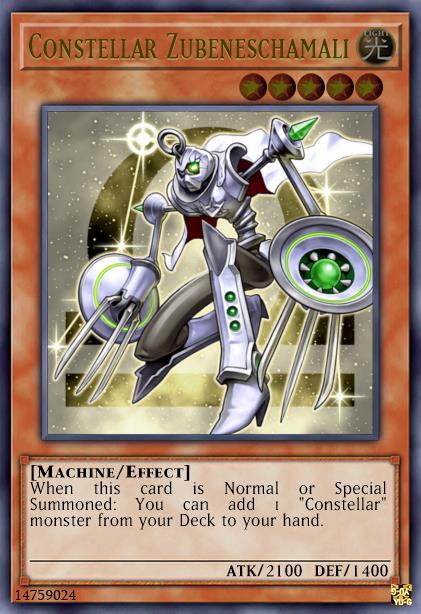 Constellar Zubeneschamali
LIGHT
光
[Machine/Effect]
When this card is Normal or Special
Summoned: You can add 1 "Constellar"
monster from your Deck to your hand.
ATK/2100 DEF/1400
14759024